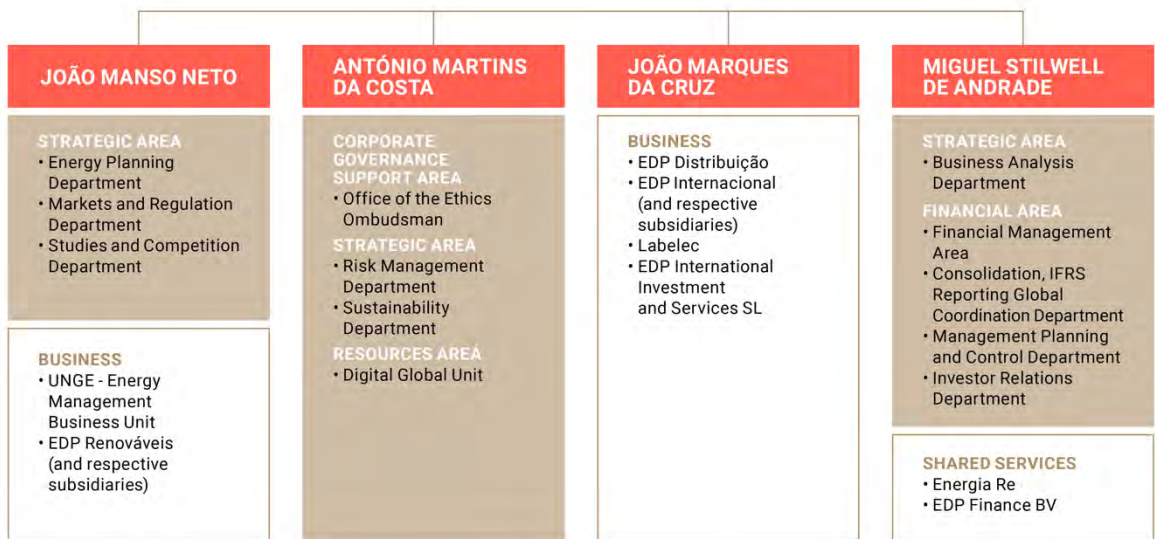 JOÃO MANSO NETO
STRATEGIC AREA
• Energy Planning
Department
• Markets and Regulation
Department
• Studies and Competition
Department
BUSINESS
• UNGE - Energy
Management
Business Unit
• EDP Renováveis
(and respective
subsidiaries)
ANTÓNIO MARTINS
DA COSTA
CORPORATE
GOVERNANCE
SUPPORT AREA
• Office of the Ethics
Ombudsman
STRATEGIC AREA
• Risk Management
Department
• Sustainability
Department
RESOURCES AREA
• Digital Global Unit
JOÃO MARQUES
DA CRUZ
BUSINESS
• EDP Distribuição
• EDP Internacional
(and respective
subsidiaries)
• Labelec
• EDP International
Investment
and Services SL
MIGUEL STILWELL
DE ANDRADE
STRATEGIC AREA
• Business Analysis
Department
FINANCIAL AREA
• Financial Management
Area
• Consolidation, IFRS
Reporting Global
Coordination Department
• Management Planning
and Control Department
• Investor Relations
Department
SHARED SERVICES
• Energia Re
• EDP Finance BV